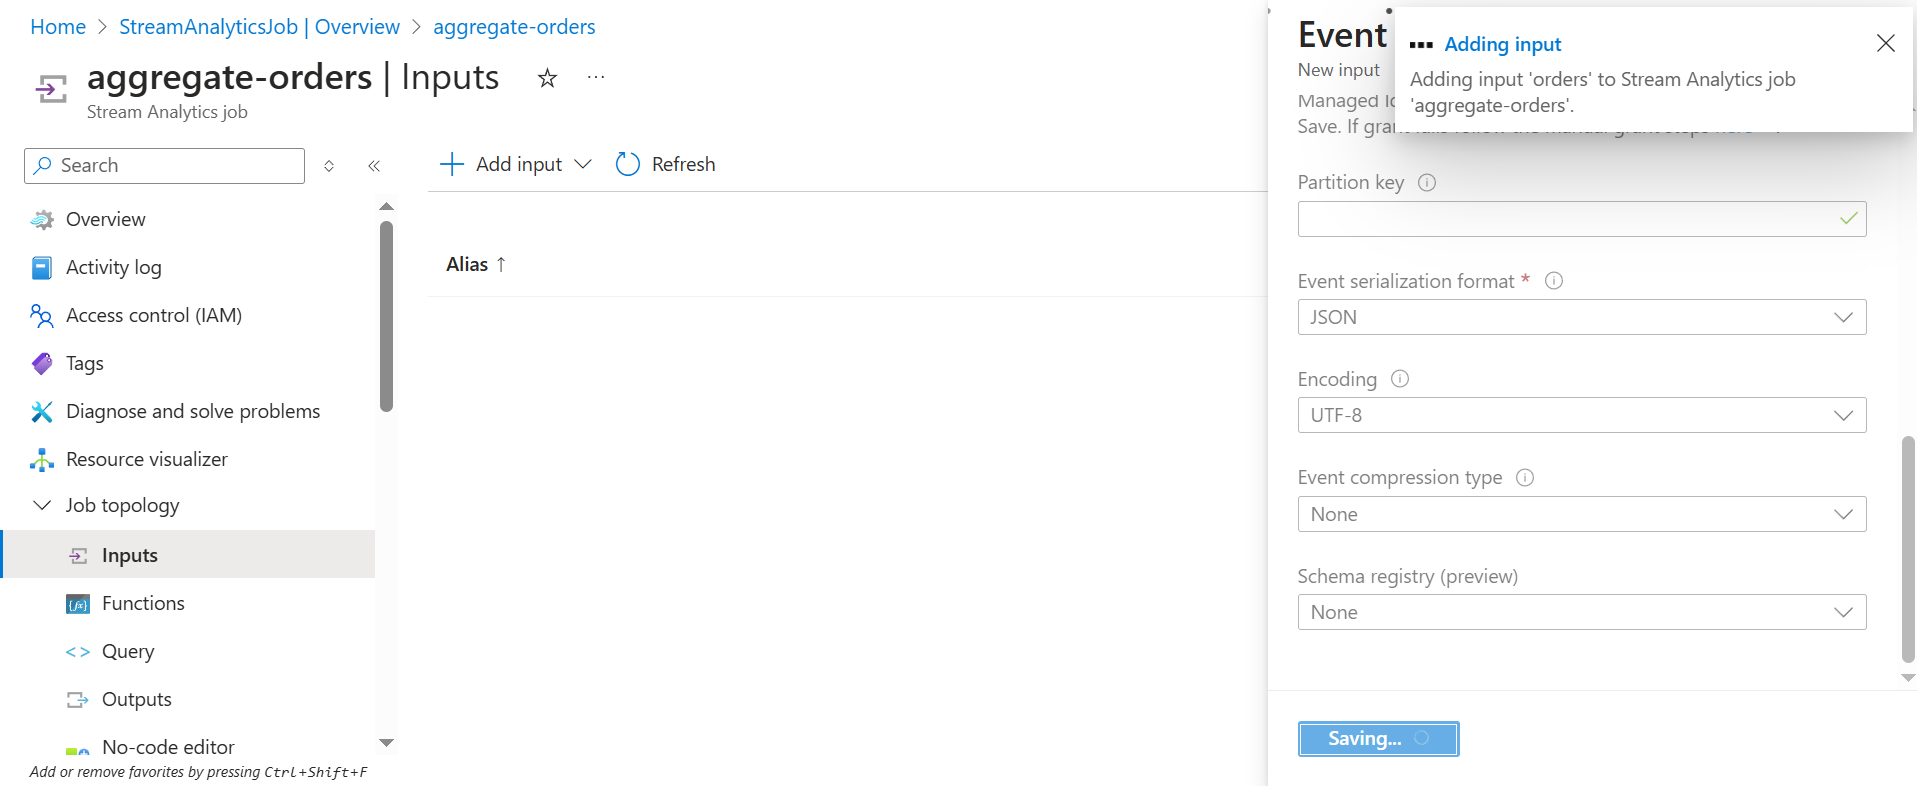 Home > StreamAnalyticsJob | Overview > aggregate-orders
aggregate-orders | Inputs
Stream Analytics job
Search
Overview
Activity log
Access control (IAM)
Tags
Diagnose and solve problems
Resource visualizer
Job topology
Inputs
Functions
Query
Outputs
No-code editor
Add or remove favorites by pressing Ctrl+Shift+F
Add input
Refresh
Alias ↑
Event
New input
Managed
Save. If
Adding input
Adding input 'orders' to Stream Analytics job
'aggregate-orders'.
Partition key
Event serialization format *
JSON
Encoding
UTF-8
Event compression type
None
Schema registry (preview)
None
Saving...